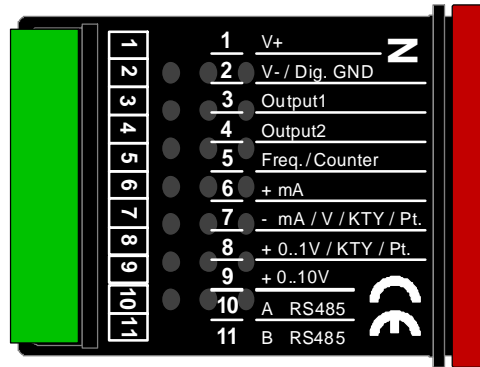 1 1 V+ Z
2 2 V- / Dig. GND
3 3 Output1
4 4 Output2
5 5 Freq./Counter
6 6 + mA
7 7 - mA / V / KTY / Pt.
8 8 + 0..1V / KTY / Pt.
9 9 + 0..10V
10 10 A RS485
11 11 B RS485
CE